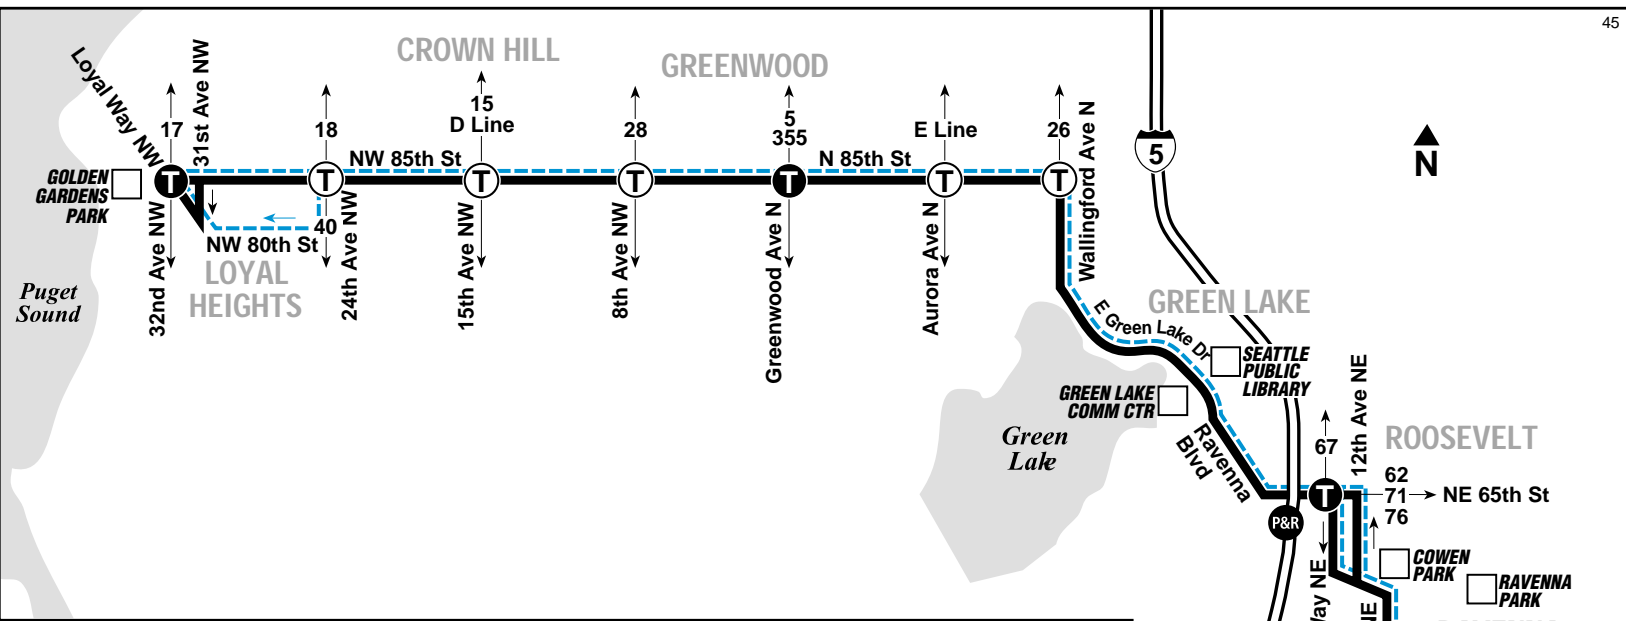 45
CROWN HILL
GREENWOOD
Loyal Way NW
31st Ave NW
17
18
15
D Line
28
5
355
E Line
26
Wallingford Ave N
5
N
NW 85th St
N 85th St
GOLDEN
GARDENS
PARK
T
T
T
T
T
T
T
40
NW 80th St
LOYAL
HEIGHTS
32nd Ave NW
24th Ave NW
15th Ave NW
8th Ave NW
Greenwood Ave N
Aurora Ave N
Puget
Sound
GREEN LAKE
E Green Lake Dr
SEATTLE
PUBLIC
LIBRARY
GREEN LAKE
COMM CTR
Green
Lake
Ravenna
Blvd
12th Ave NE
67
ROOSEVELT
62
71
76
NE 65th St
T
P&R
COWEN
PARK
RAVENNA
PARK
Way NE
NE